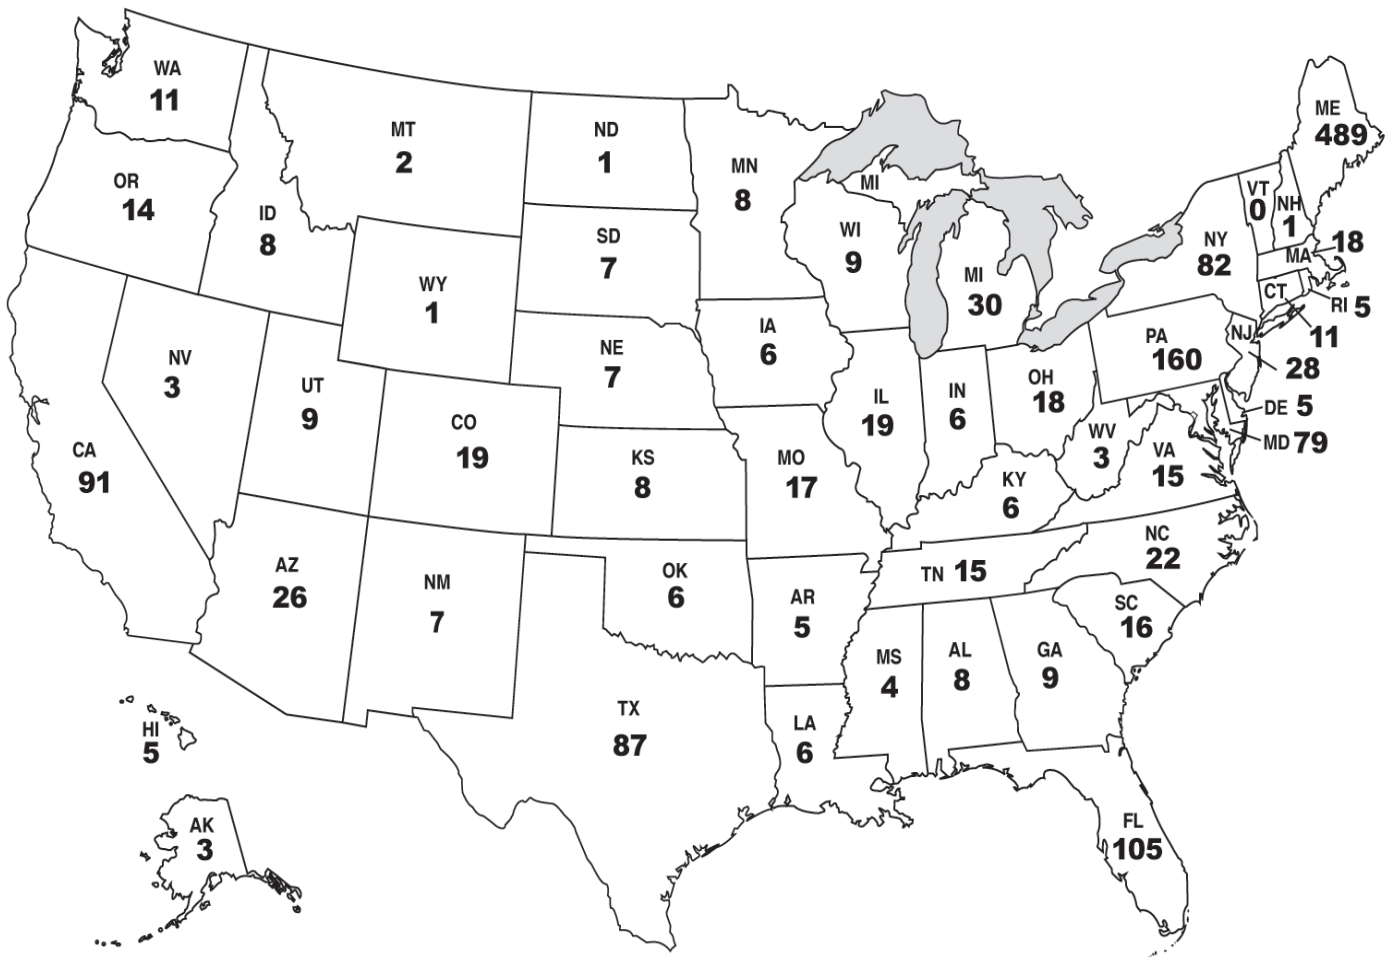 WA
11
MT
2
ND
1
MN
8
ME
489
OR
14
ID
8
SD
7
WI
9
MI
MI
30
NY
82
VT
0
NH
1
18
MA
WY
1
IA
6
NE
7
CT
RI 5
11
NJ
28
PA
160
NV
3
UT
9
CO
19
KS
8
MO
17
IL
19
IN
6
OH
18
WV
3
VA
15
DE 5
MD 79
CA
91
KY
6
NC
22
AZ
26
NM
7
OK
6
AR
5
TN 15
SC
16
MS
4
AL
8
GA
9
TX
87
LA
6
HI
5
AK
3
FL
105